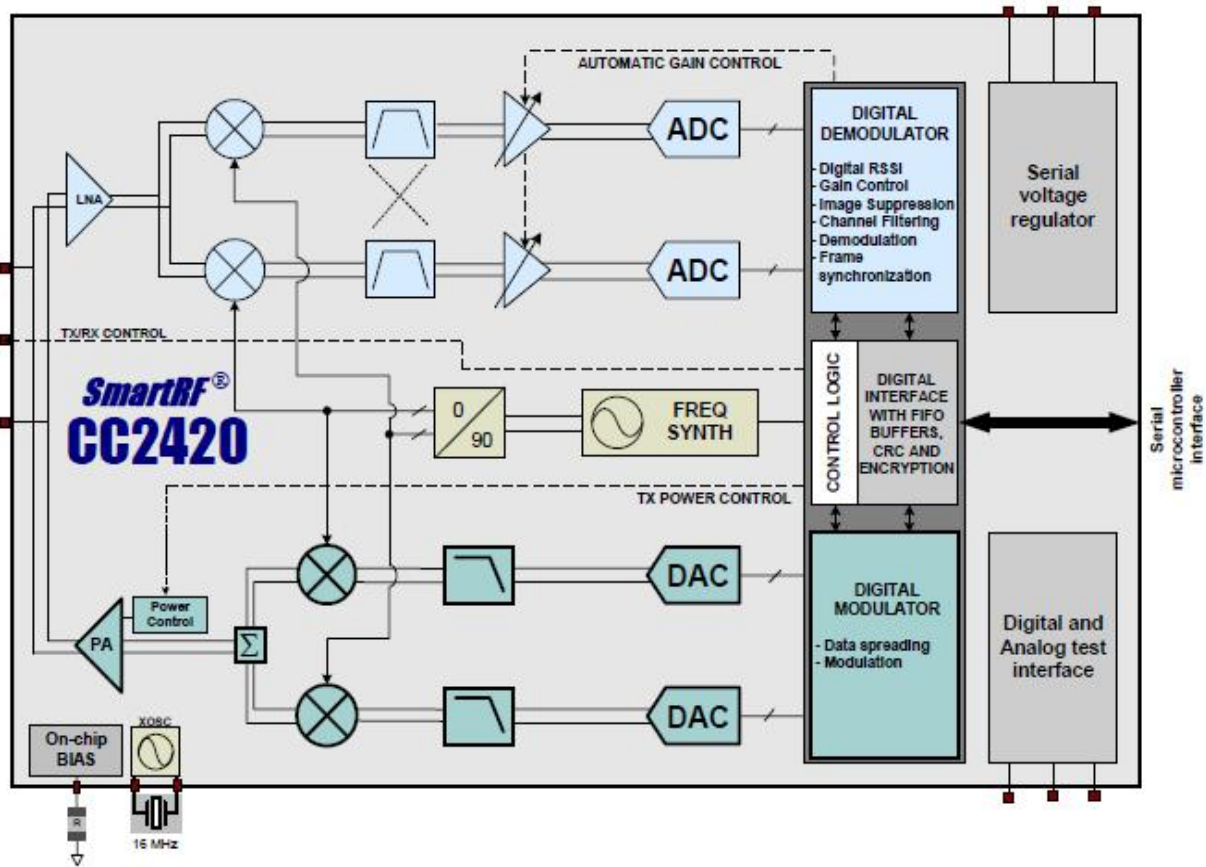 AUTOMATIC GAIN CONTROL
LNA
ADC
ADC
DIGITAL
DEMODULATOR
- Digital RSSI
- Gain Control
- Image Suppression
- Channel Filtering
- Demodulation
- Frame
synchronization
Serial
voltage
regulator
TX/RX CONTROL
SmartRF®
CC2420
0
90
FREQ
SYNTH
CONTROL LOGIC
DIGITAL
INTERFACE
WITH FIFO
BUFFERS,
CRC AND
ENCRYPTION
Serial
microcontroller
interface
TX POWER CONTROL
Power
Control
PA
Σ
DAC
DAC
DIGITAL
MODULATOR
- Data spreading
- Modulation
Digital and
Analog test
interface
On-chip
BIAS
XOSC
R
16 MHz